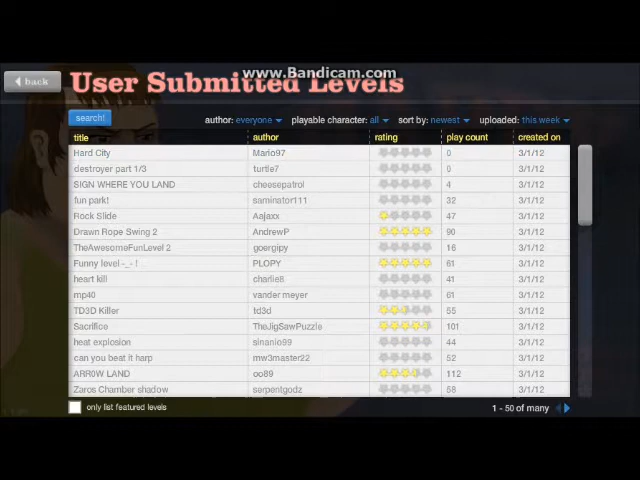 www.Bandicam.com
back
User Submitted Levels
search!
author: everyone playable character: all sort by: newest uploaded: this week
title author rating play count created on
Hard City Mario97 0 3/1/12
destroyer part 1/3 turtle7 0 3/1/12
SIGN WHERE YOU LAND cheesepatrol 4 3/1/12
fun park! saminator111 32 3/1/12
Rock Slide Aajaxx 47 3/1/12
Drawn Rope Swing 2 AndrewP 90 3/1/12
TheAwesomeFunLevel 2 goergipy 16 3/1/12
Funny level -_- ! PLOPY 61 3/1/12
heart kill charlie8 41 3/1/12
mp40 vander meyer 61 3/1/12
TD3D Killer td3d 55 3/1/12
Sacrifice TheJigSawPuzzle 101 3/1/12
heat explosion sinanio99 44 3/1/12
can you beat it harp mw3master22 52 3/1/12
ARR0W LAND oo89 112 3/1/12
Zaros Chamber shadow serpentgodz 58 3/1/12
only list featured levels 1 - 50 of many